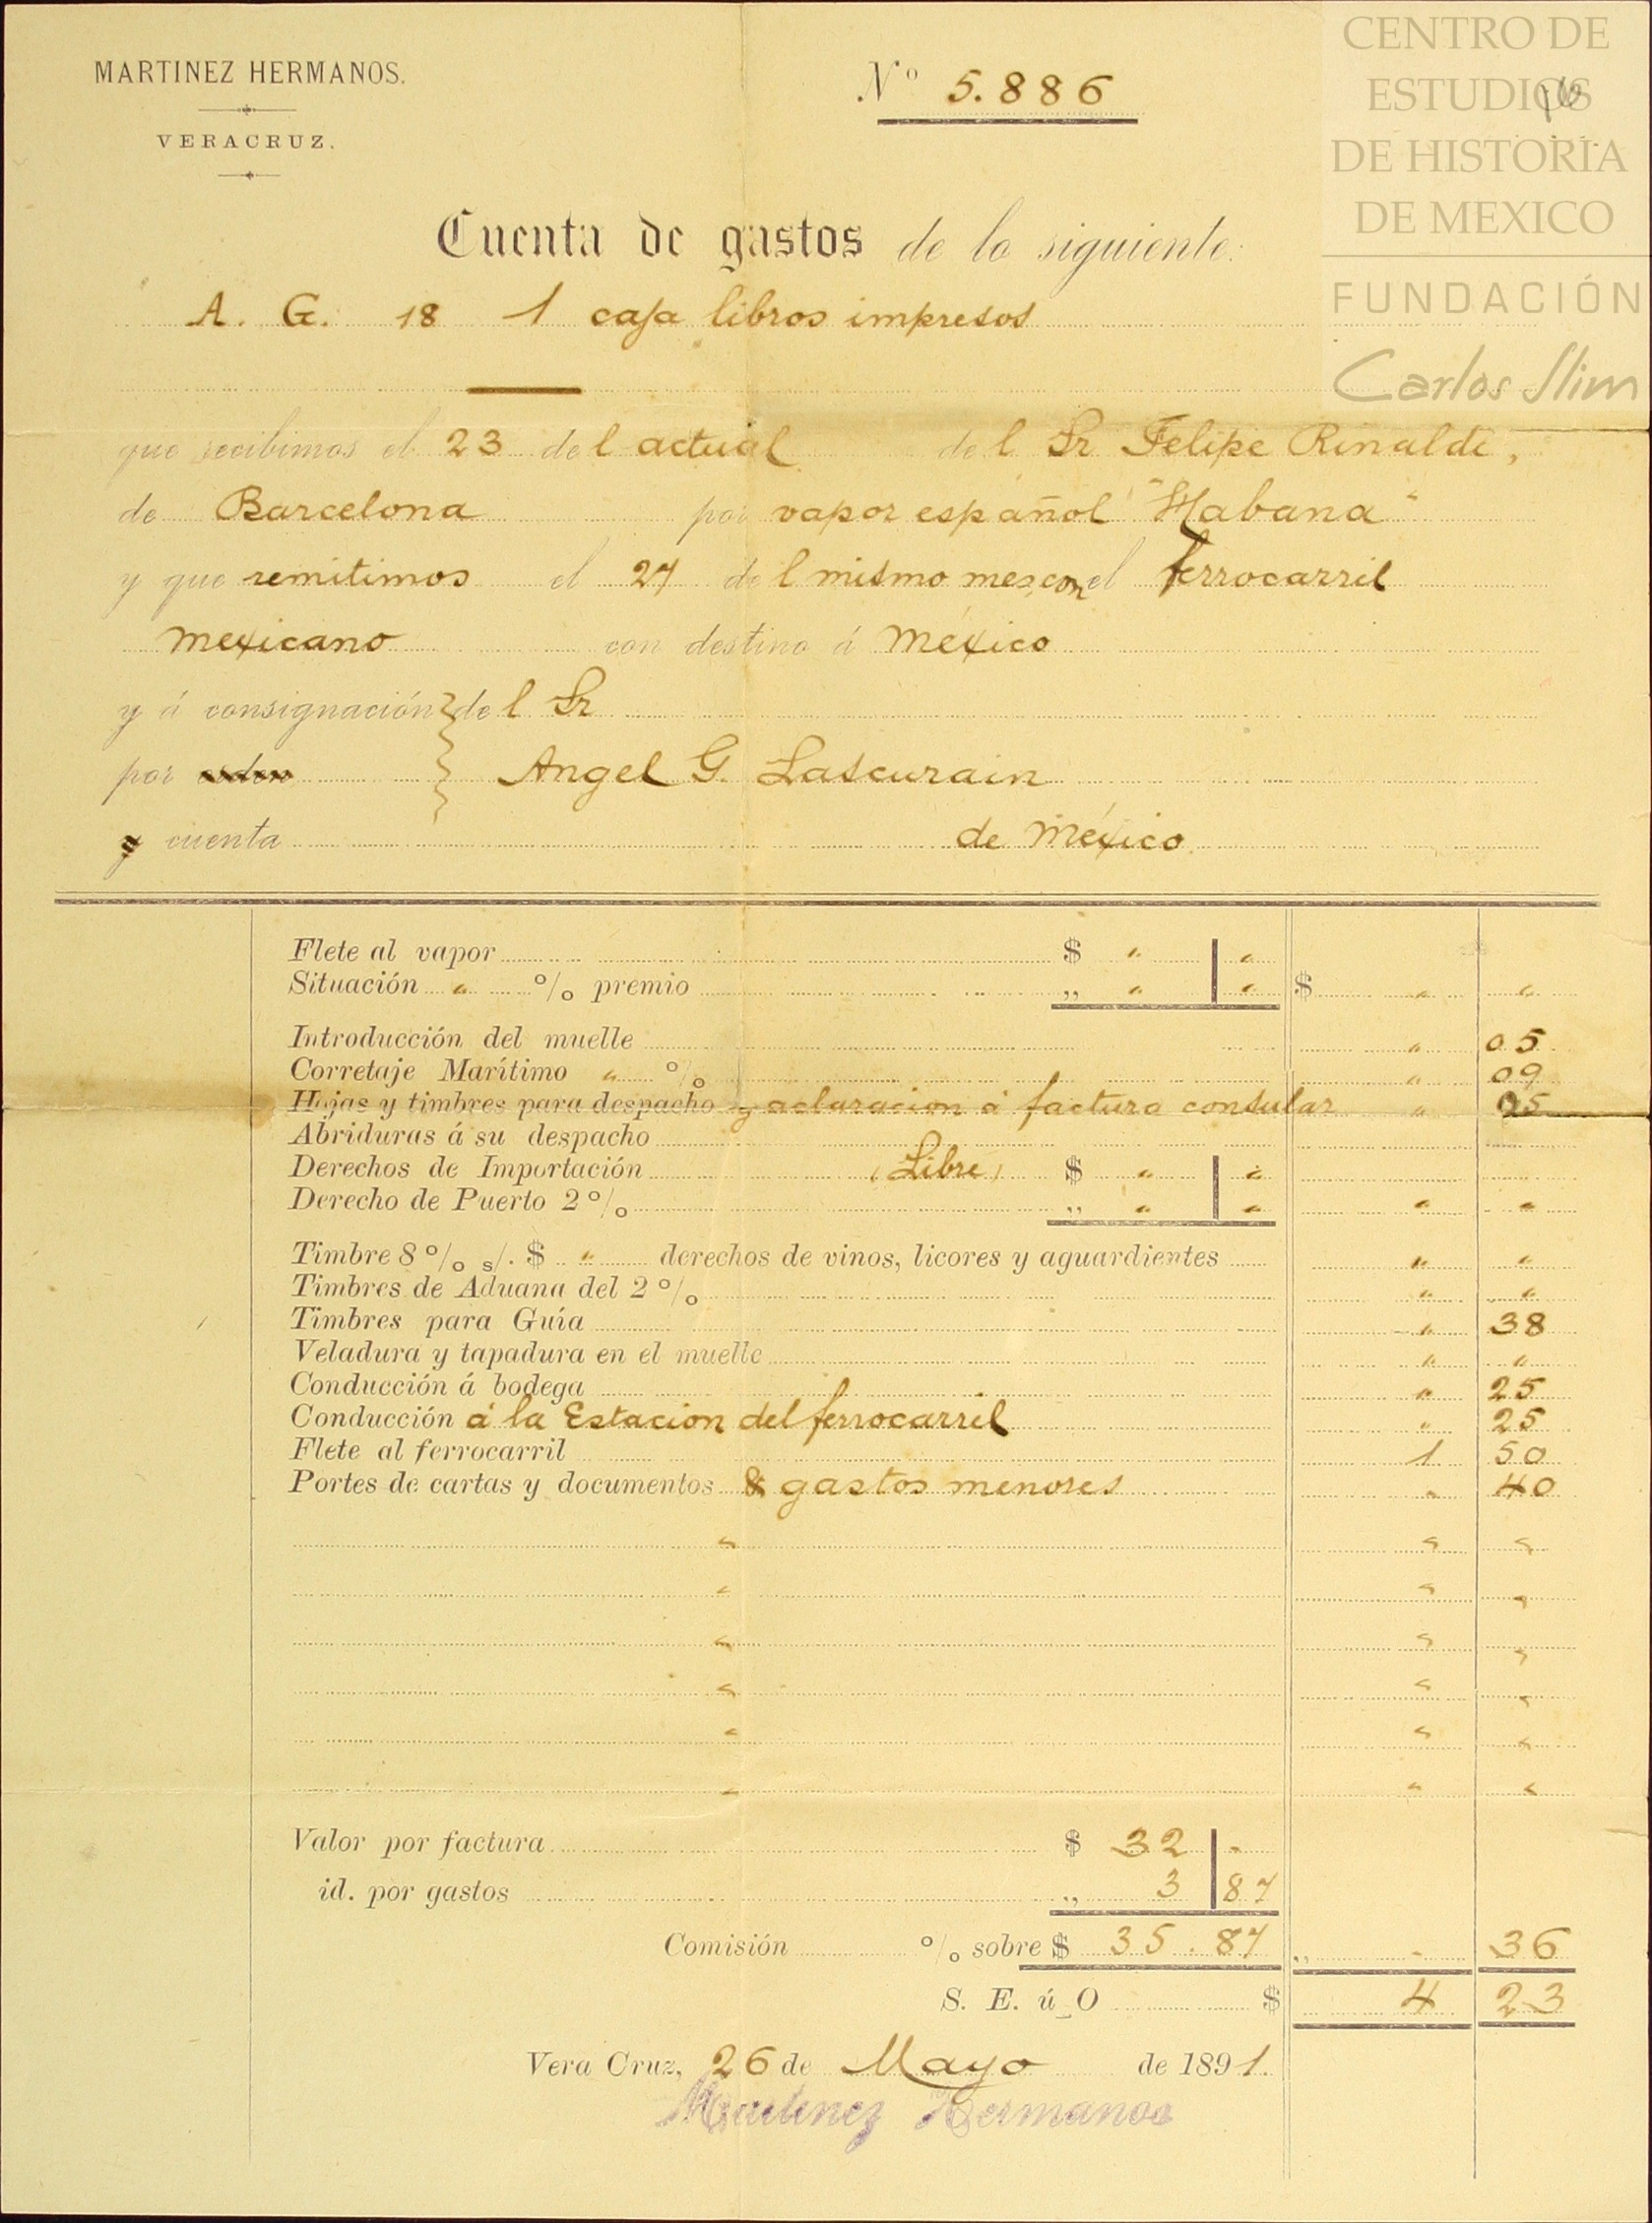 CENTRO DE
ESTUDIOS
DE HISTORIA
DE MEXICO
FUNDACIÓN
Carlos Slim
16
MARTINEZ HERMANOS.
VERACRUZ.
Nº 5.886
Cuenta de gastos de lo siguiente:
A. G. 18 1 caja libros impresos
que recibimos el 23 del actual del Sr Felipe Rinaldi,
de Barcelona por vapor español "Habana"
y que remitimos el 27 del mismo mes, con el ferrocarril
mexicano con destino á México
y á consignación del Sr
por orden Angel G. Lascurain
y cuenta de México
Flete al vapor $ " "
Situación " % premio " " " $ " "
Introducción del muelle " 05
Corretaje Marítimo " % " 09
Hojas y timbres para despacho y aclaracion á factura consular " 95
Abriduras á su despacho
Derechos de Importación (Libre) $ " "
Derecho de Puerto 2% " " " " "
Timbre 8% s/. $ " derechos de vinos, licores y aguardientes " "
Timbres de Aduana del 2% " "
Timbres para Guía " 38
Veladura y tapadura en el muelle " "
Conducción á bodega " 25
Conducción á la Estacion del ferrocarril " 25
Flete al ferrocarril 1 50
Portes de cartas y documentos & gastos menores " 40
" " "
" " "
" " "
" " "
" " "
" " "
Valor por factura $ 32 -
id. por gastos " 3 87
Comisión % sobre $ 35.87 " - 36
S. E. ú O $ 4 23
Vera Cruz, 26 de Mayo de 1891.
Martinez Hermanos